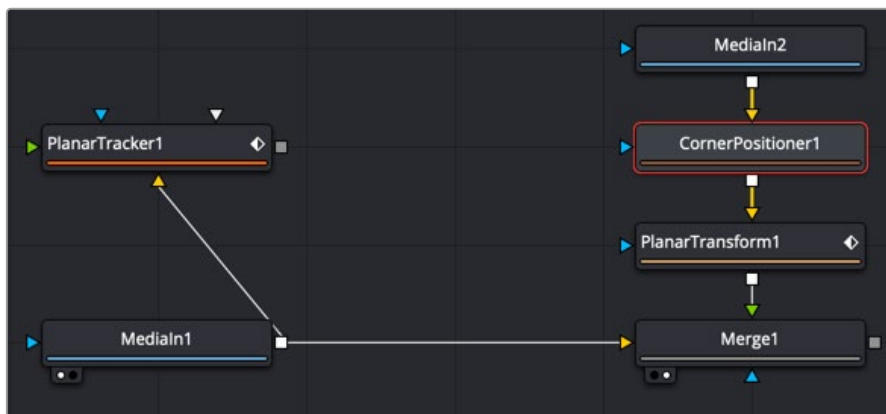 MediaIn2
PlanarTracker1
CornerPositioner1
PlanarTransform1
MediaIn1
Merge1